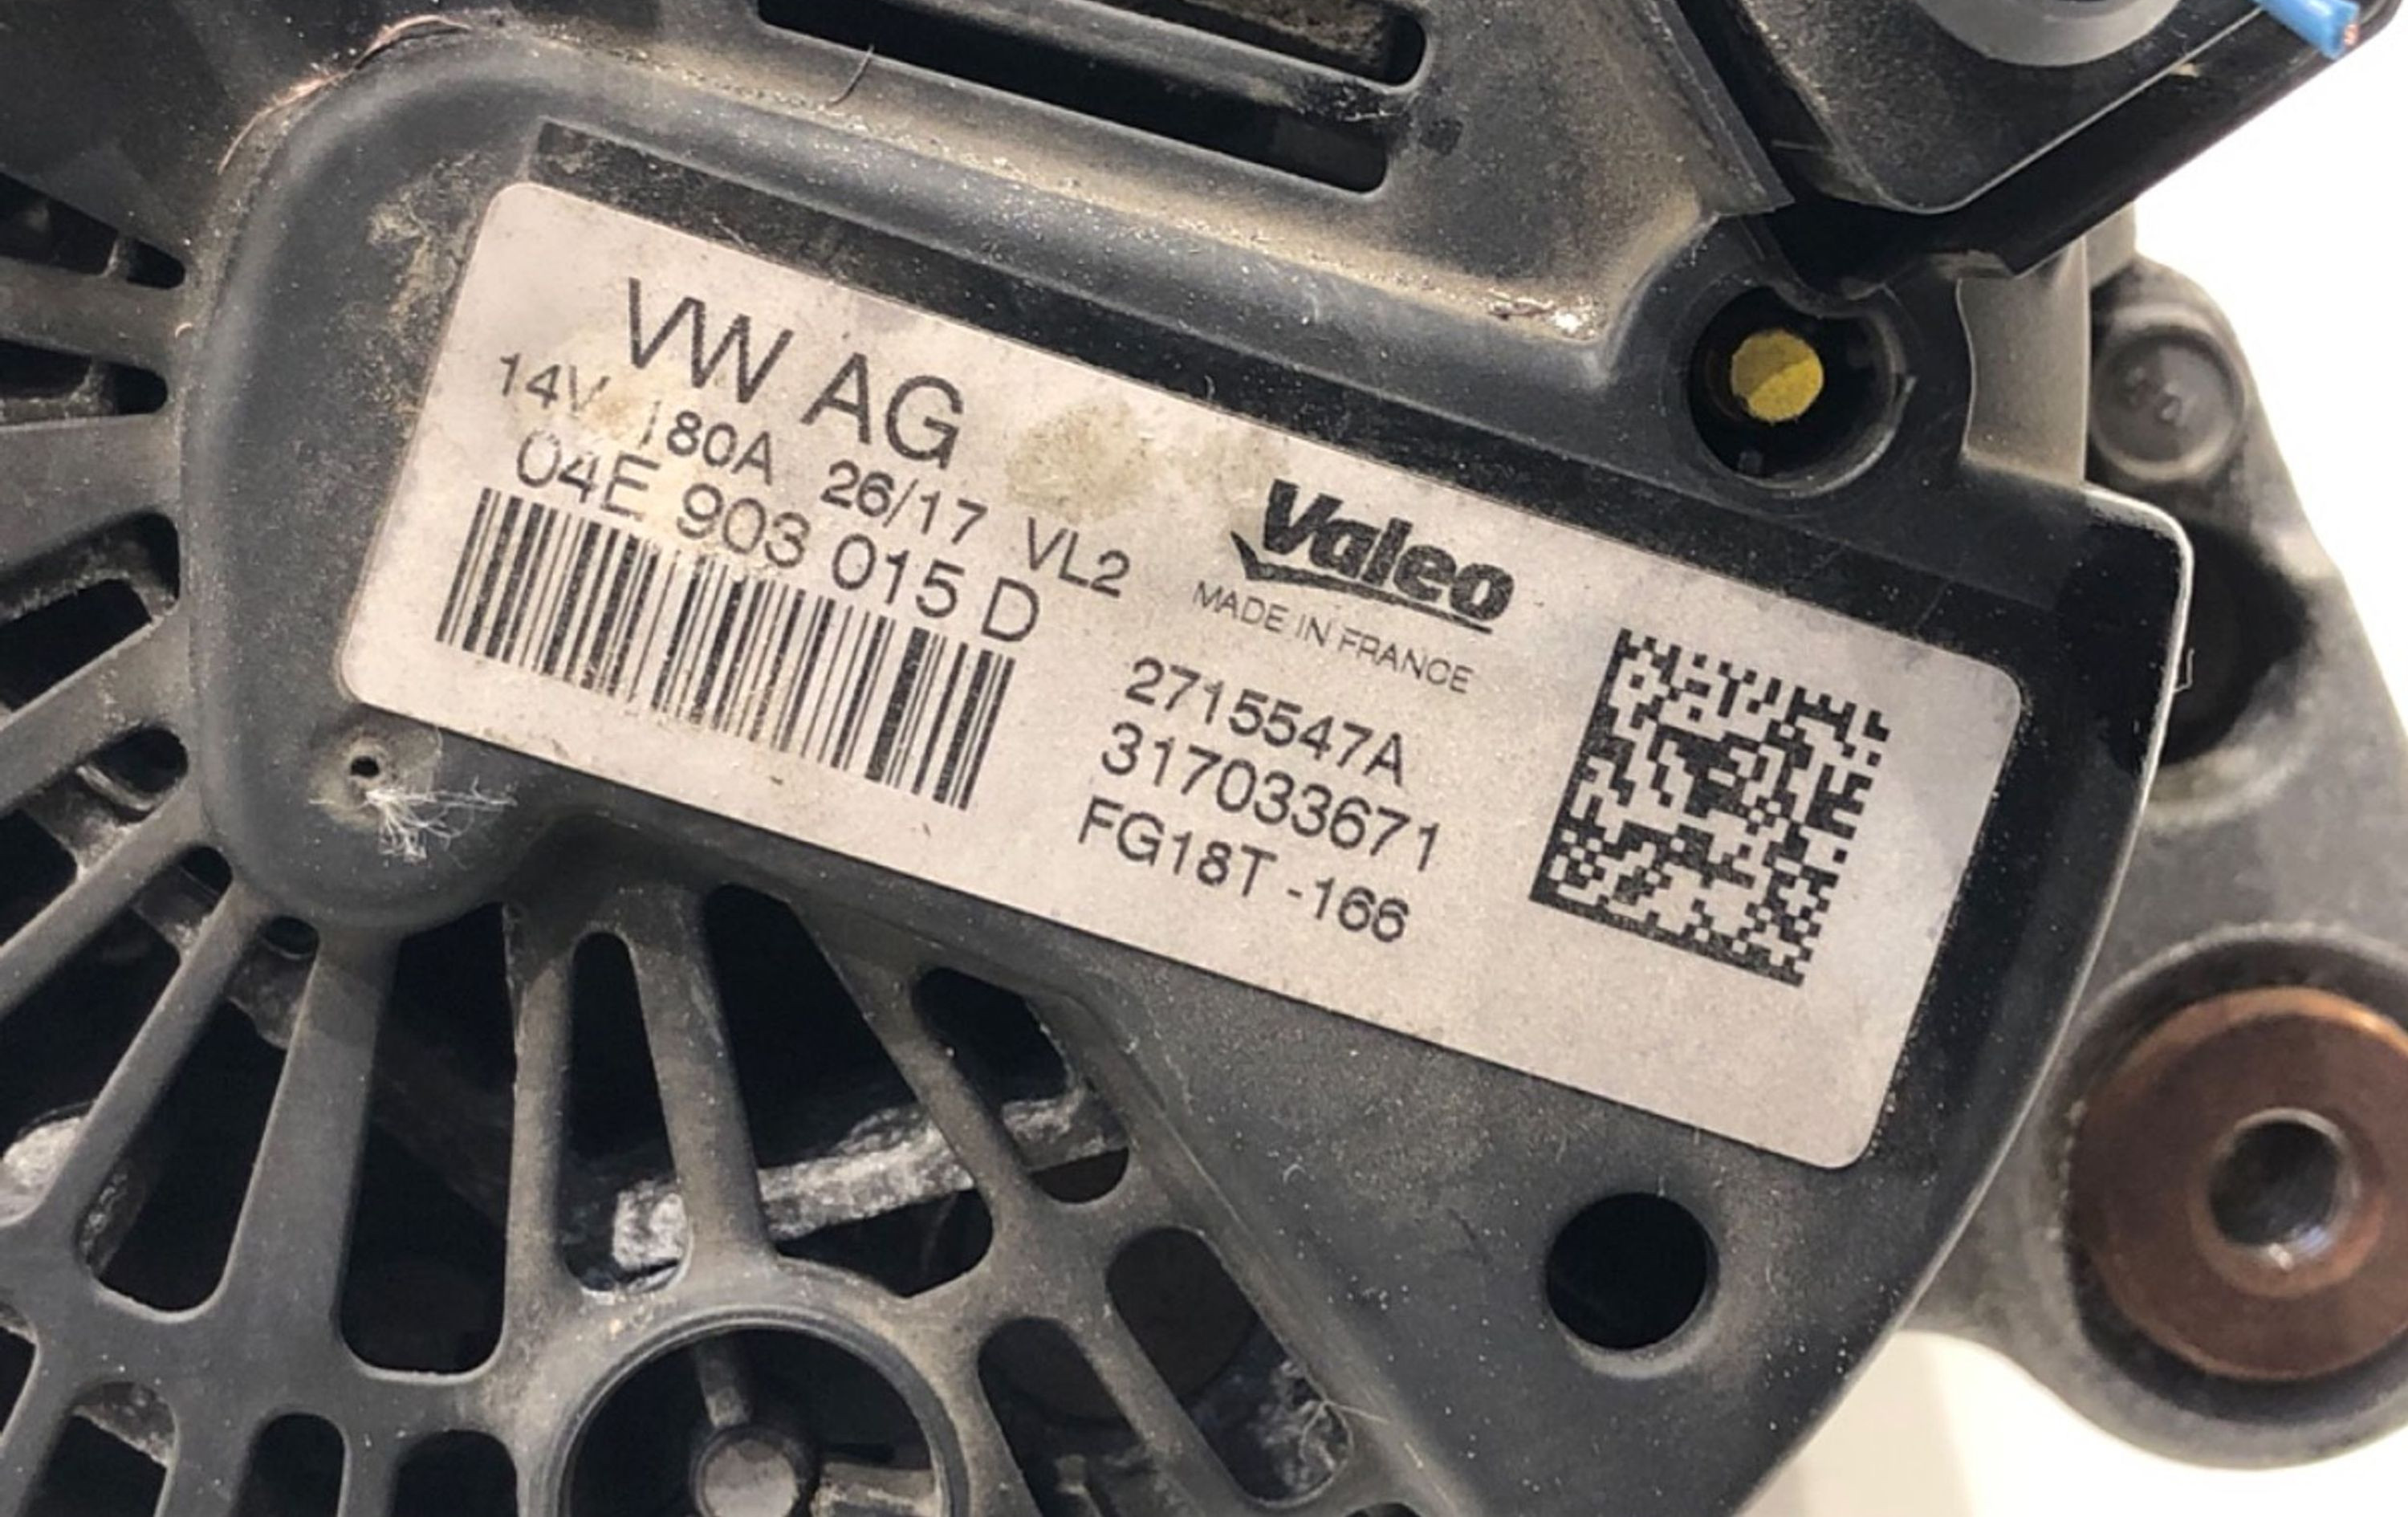 VW AG
14V 180A 26/17 VL2
04E 903 015 D
Valeo
MADE IN FRANCE
2715547A
317033671
FG18T -166